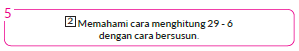 5
2 Memahami cara menghitung 29 - 6
dengan cara bersusun.